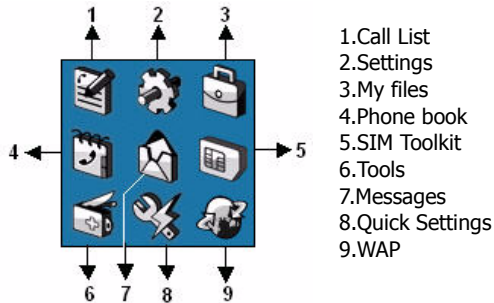 1 2 3
4 5
6 7 8 9
1.Call List
2.Settings
3.My files
4.Phone book
5.SIM Toolkit
6.Tools
7.Messages
8.Quick Settings
9.WAP